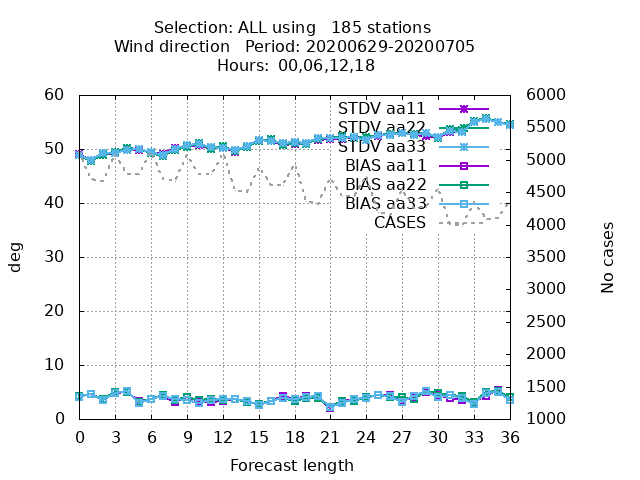 Selection: ALL using   185 stations
Wind direction   Period: 20200629-20200705
Hours:  00,06,12,18
60 6000
STDV aa11
STDV aa22 5500
STDV aa33
50 5000
BIAS aa11
BIAS aa22 4500
BIAS aa33
40 4000
CASES
3500
30
3000
20 2500
2000
10 1500
0 1000
deg
No cases
0 3 6 9 12 15 18 21 24 27 30 33 36
Forecast length